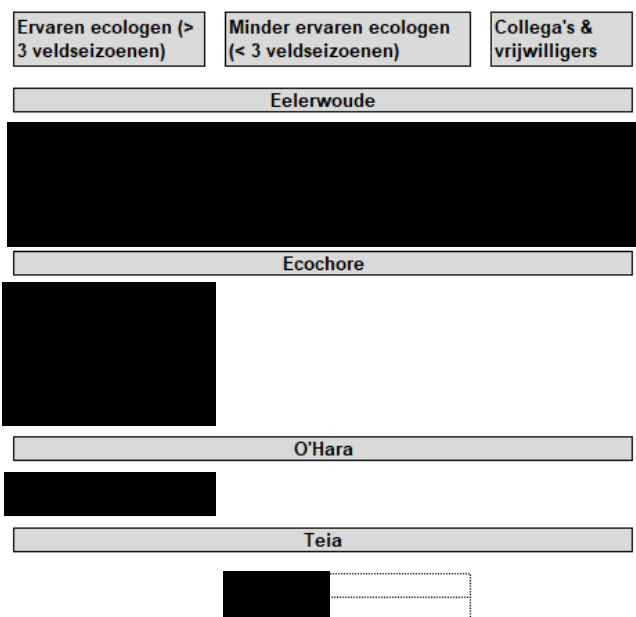 Ervaren ecologen (>
3 veldseizoenen)
Minder ervaren ecologen
(< 3 veldseizoenen)
Collega's &
vrijwilligers
Eelerwoude
Ecochore
O'Hara
Teia